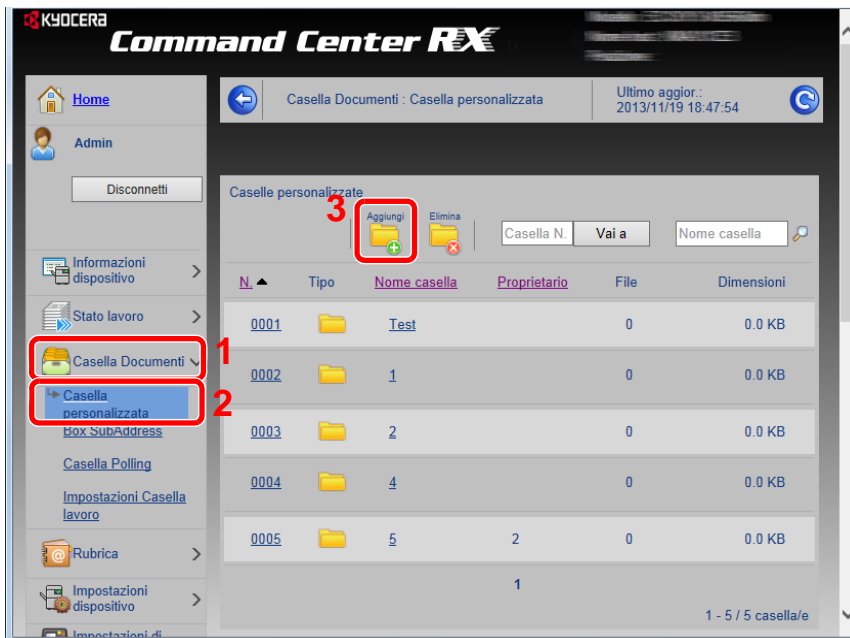 KYOCERA
Command Center RX
Home
Admin
Disconnetti
Informazioni
dispositivo
Stato lavoro
1
Casella Documenti
2
Casella
personalizzata
Box SubAddress
Casella Polling
Impostazioni Casella
lavoro
Rubrica
Impostazioni
dispositivo
Impostazioni di
Casella Documenti : Casella personalizzata
Ultimo aggior.:
2013/11/19 18:47:54
Caselle personalizzate
3
Aggiungi Elimina
Casella N. Vai a Nome casella
N. Tipo Nome casella Proprietario File Dimensioni
0001 Test 0 0.0 KB
0002 1 0 0.0 KB
0003 2 0 0.0 KB
0004 4 0 0.0 KB
0005 5 2 0 0.0 KB
1
1 - 5 / 5 casella/e